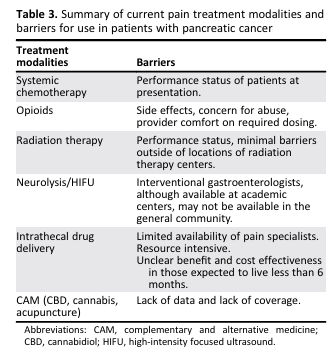 Table 3. Summary of current pain treatment modalities and
barriers for use in patients with pancreatic cancer
Treatment
modalities
Barriers
Systemic
chemotherapy
Performance status of patients at
presentation.
Opioids
Side effects, concern for abuse,
provider comfort on required dosing.
Radiation therapy
Performance status, minimal barriers
outside of locations of radiation
therapy centers.
Neurolysis/HIFU
Interventional gastroenterologists,
although available at academic
centers, may not be available in the
general community.
Intrathecal drug
delivery
Limited availability of pain specialists.
Resource intensive.
Unclear benefit and cost effectiveness
in those expected to live less than 6
months.
CAM (CBD, cannabis,
acupuncture)
Lack of data and lack of coverage.
Abbreviations: CAM, complementary and alternative medicine;
CBD, cannabidiol; HIFU, high-intensity focused ultrasound.